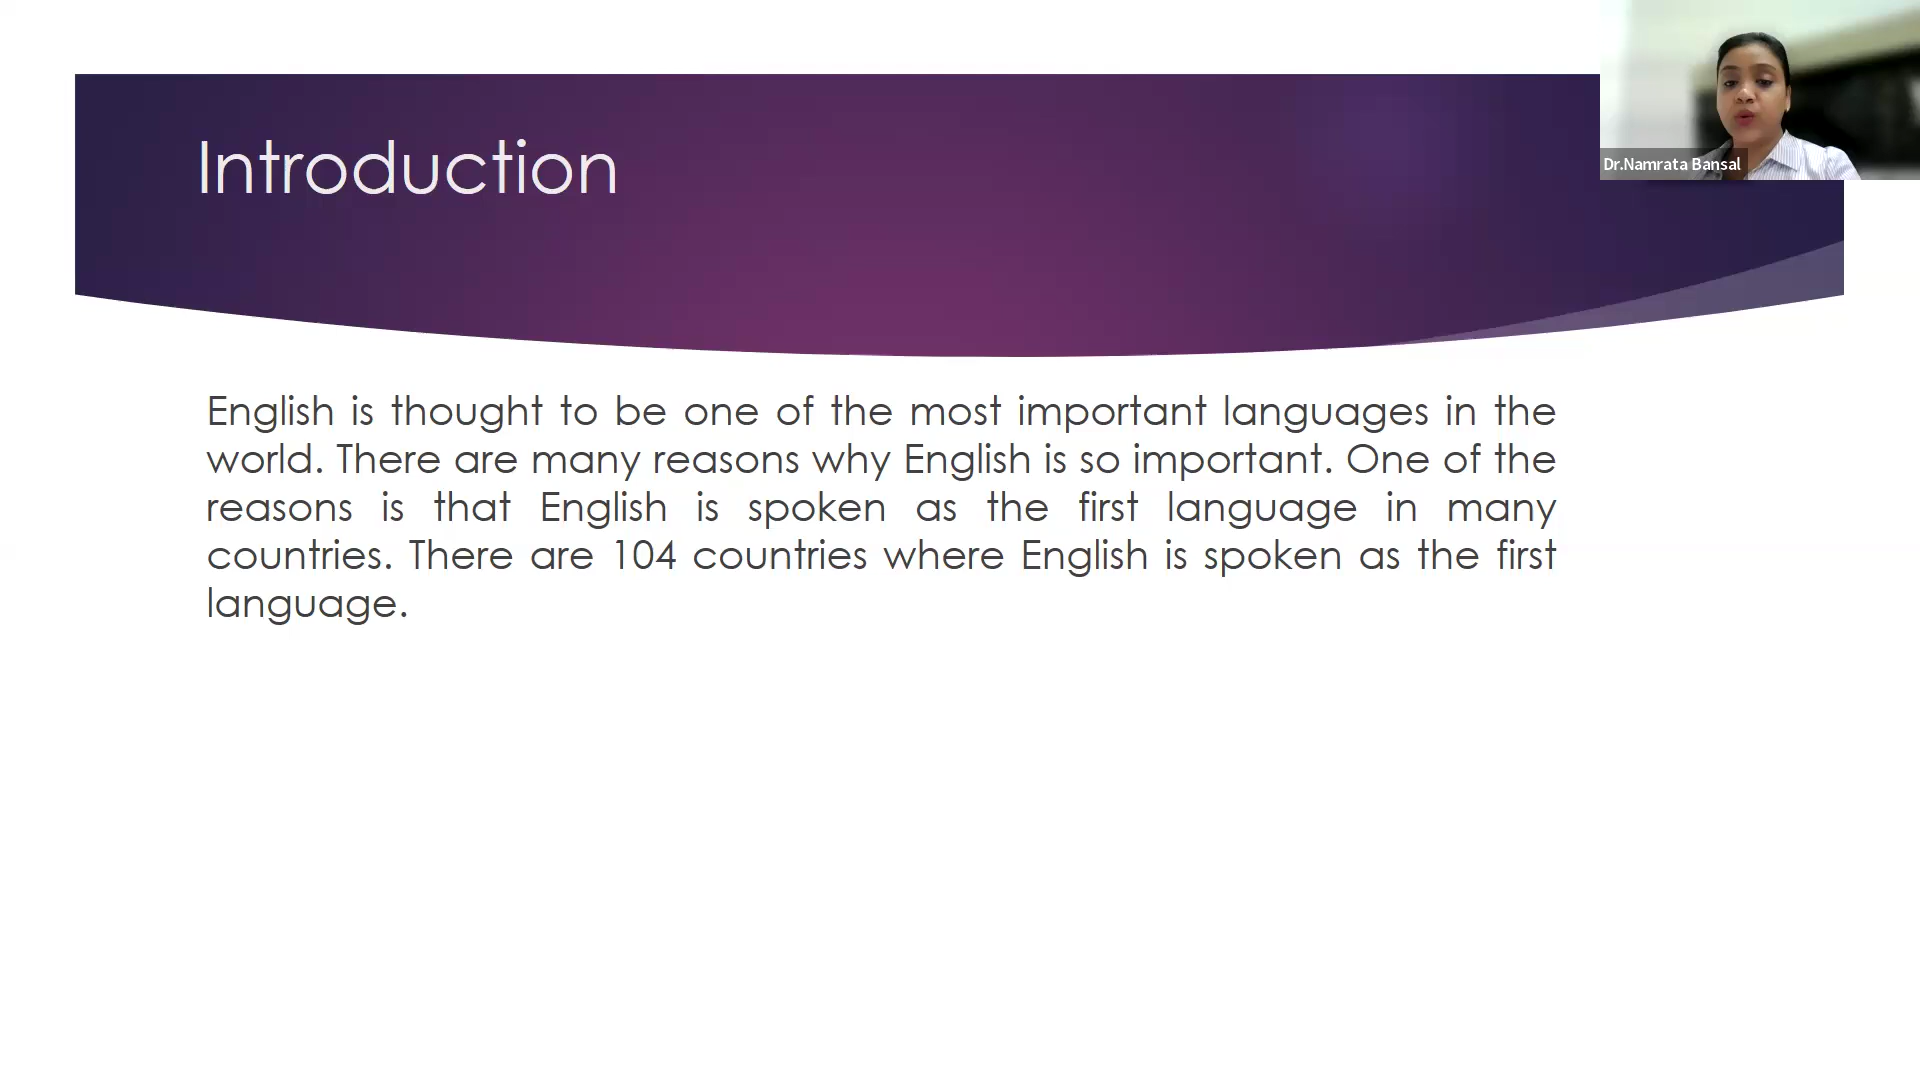 Introduction
Dr.Namrata Bansal
English is thought to be one of the most important languages in the
world. There are many reasons why English is so important. One of the
reasons is that English is spoken as the first language in many
countries. There are 104 countries where English is spoken as the first
language.